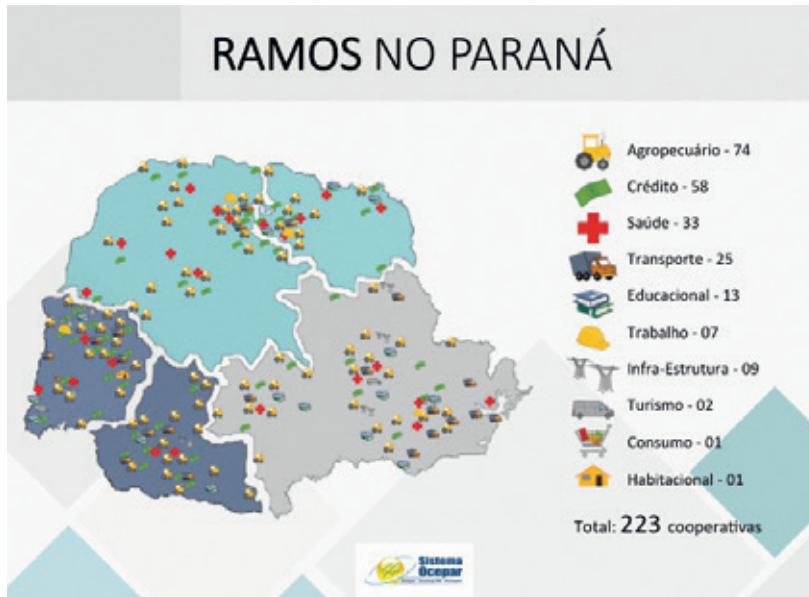 RAMOS NO PARANÁ
Agropecuário - 74
Crédito - 58
Saúde - 33
Transporte - 25
Educacional - 13
Trabalho - 07
Infra-Estrutura - 09
Turismo - 02
Consumo - 01
Habitacional - 01
Total: 223 cooperativas
Sistema
Ocepar